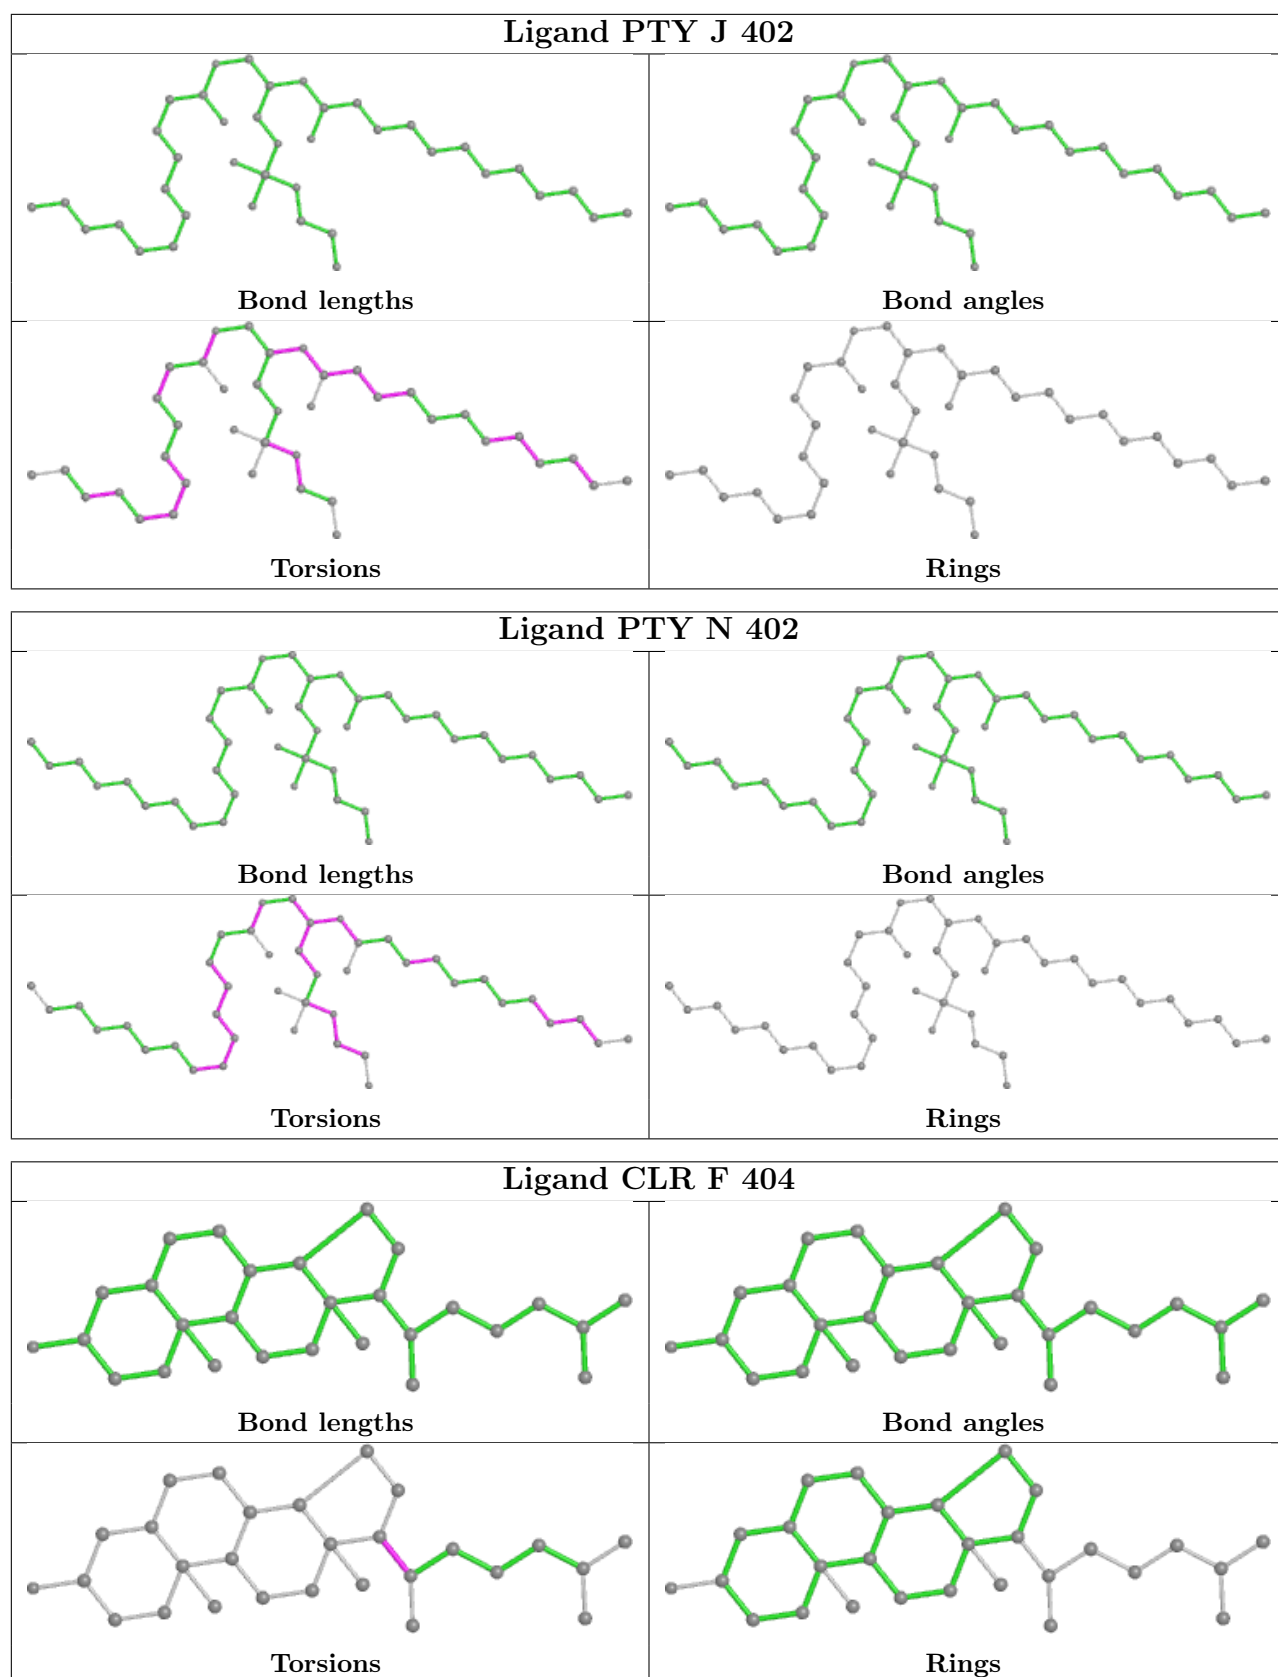 Ligand PTY J 402
Bond lengths
Bond angles
Torsions
Rings
Ligand PTY N 402
Bond lengths
Bond angles
Torsions
Rings
Ligand CLR F 404
Bond lengths
Bond angles
Torsions
Rings